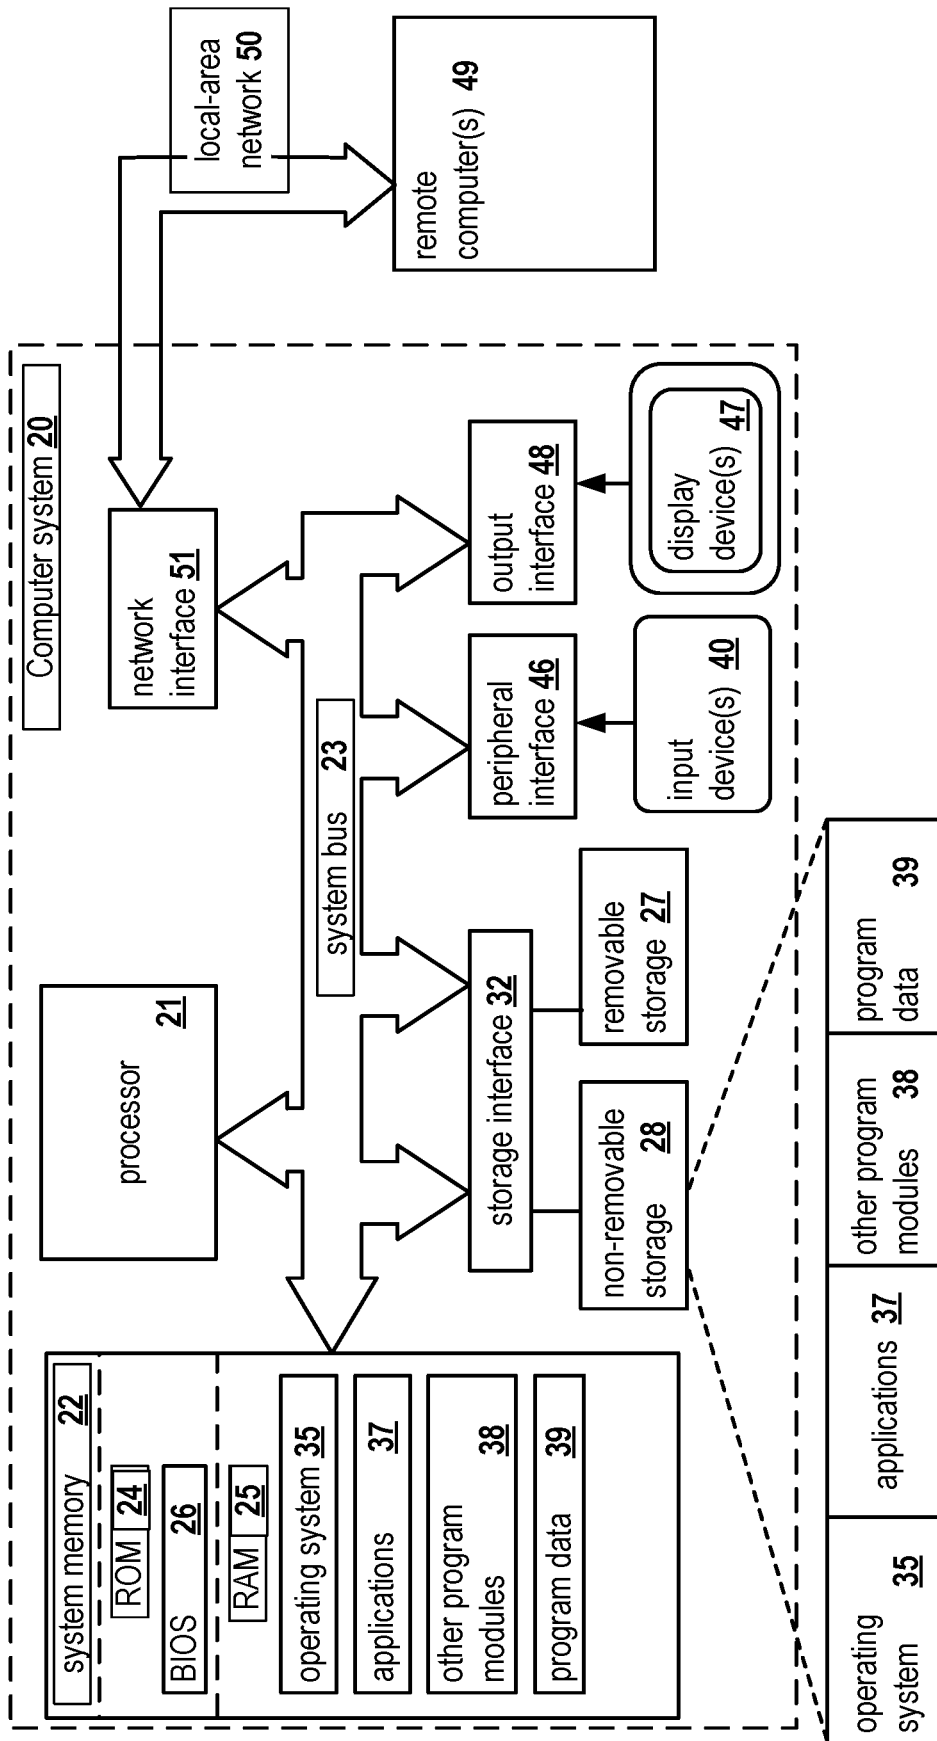 Computer system 20
system memory 22
ROM 24
BIOS 26
RAM 25
operating system 35
applications 37
other program
modules 38
program data 39
processor
21
network
interface 51
local-area
network 50
remote
computer(s) 49
system bus 23
storage interface 32
non-removable
storage 28
removable
storage 27
peripheral
interface 46
output
interface 48
input
device(s) 40
display
device(s) 47
operating
system 35
applications 37
other program
modules 38
program
data 39